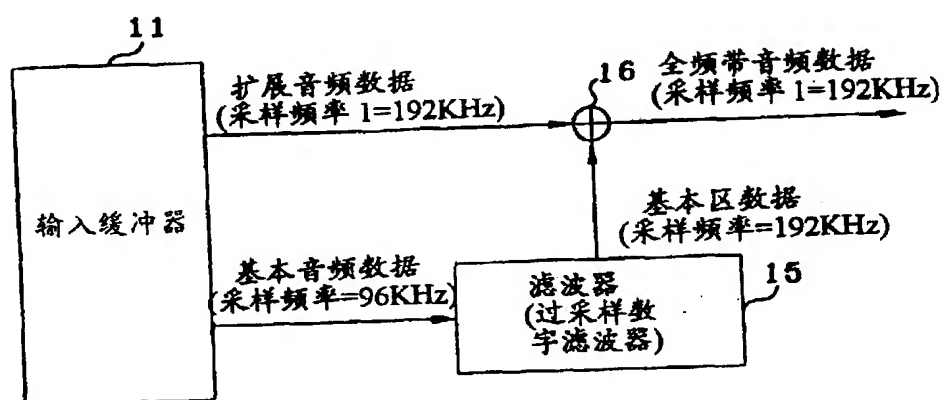 11
扩展音频数据
(采样频率 1=192KHz)
16
全频带音频数据
(采样频率 1=192KHz)
输入缓冲器
基本区数据
(采样频率=192KHz)
基本音频数据
(采样频率=96KHz)
15
滤波器
(过采样数
字滤波器)